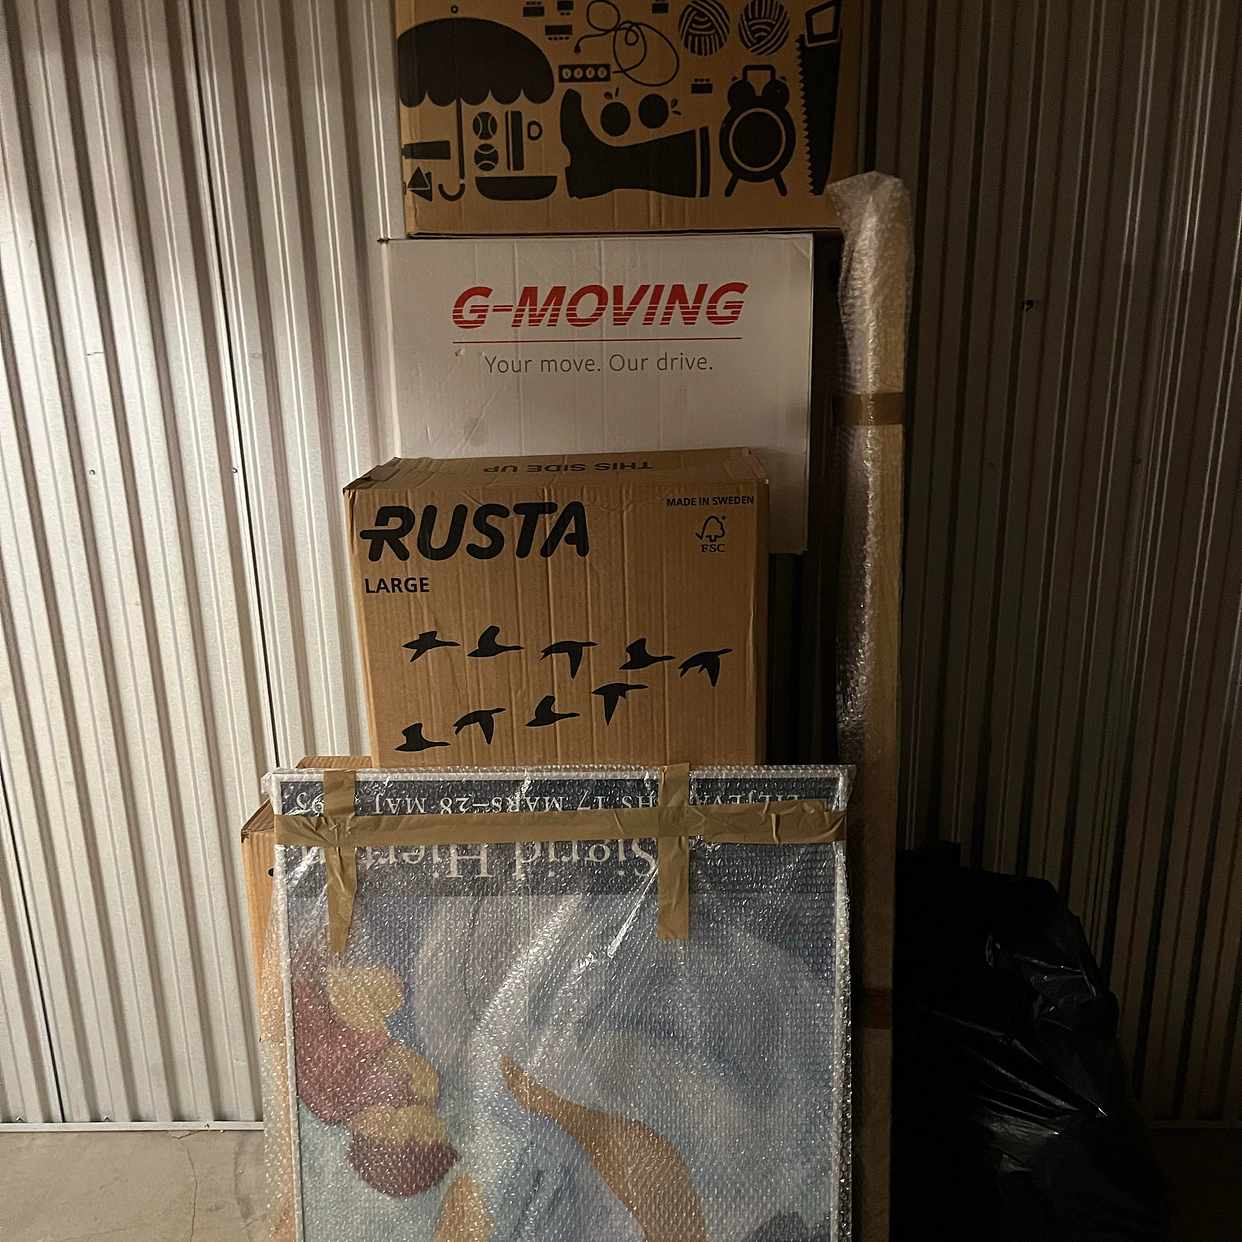 G-MOVING
Your move. Our drive.
THIS SIDE UP
RUSTA
MADE IN SWEDEN
FSC
LARGE
17 MARS–28 MAJ
Sigrid